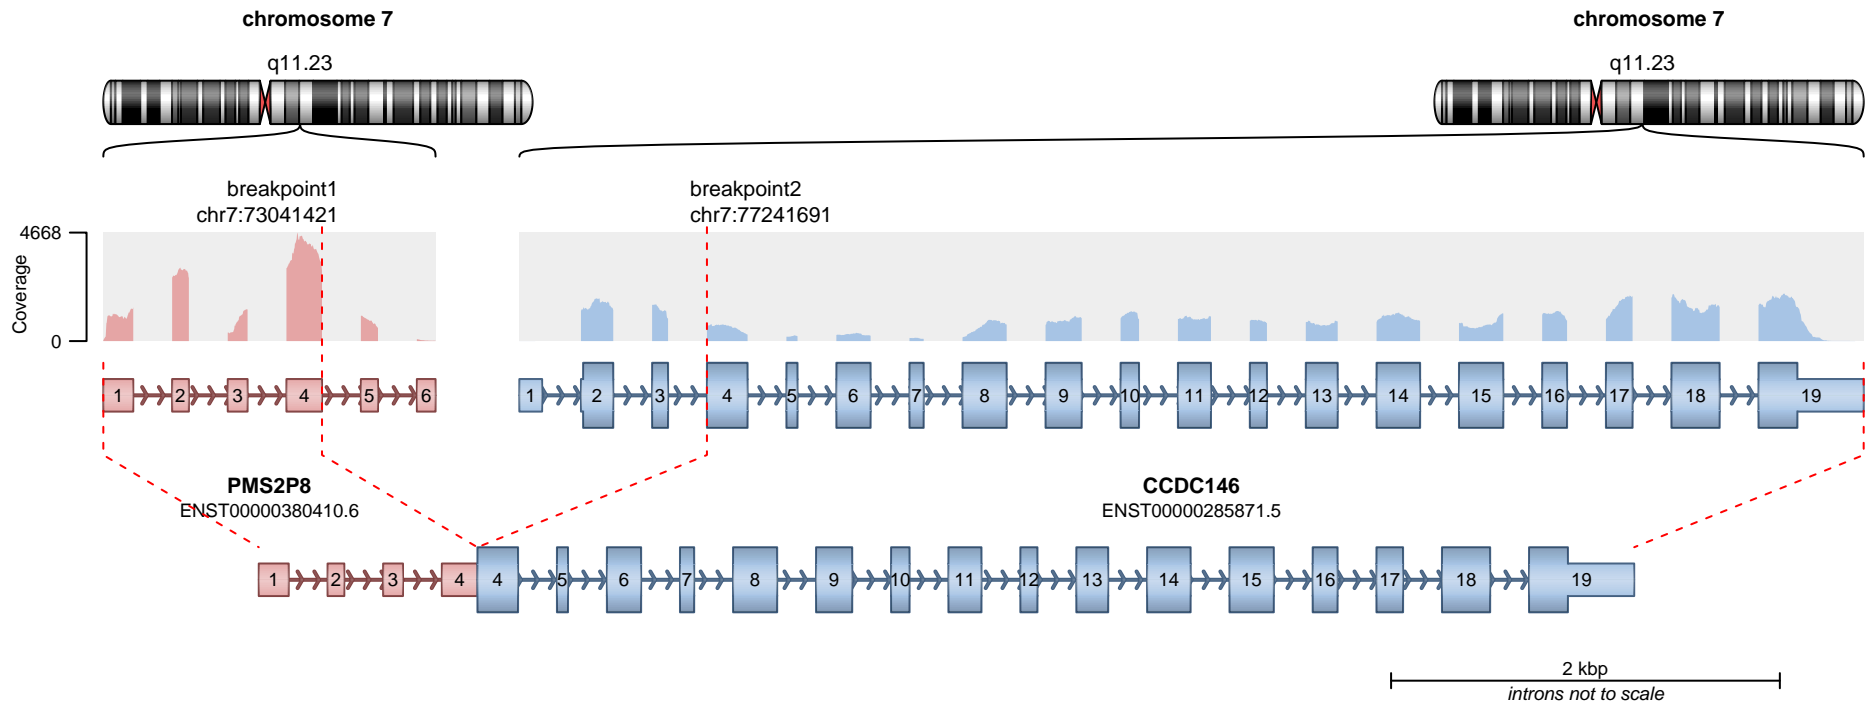 chromosome 7
chromosome 7
q11.23
q11.23
breakpoint1
chr7:73041421
breakpoint2
chr7:77241691
4668
Coverage
0
1 2 3 4 5 6
1 2 3 4 5 6 7 8 9 10 11 12 13 14 15 16 17 18 19
PMS2P8
ENST00000380410.6
CCDC146
ENST00000285871.5
1 2 3 4 4 5 6 7 8 9 10 11 12 13 14 15 16 17 18 19
2 kbp
introns not to scale